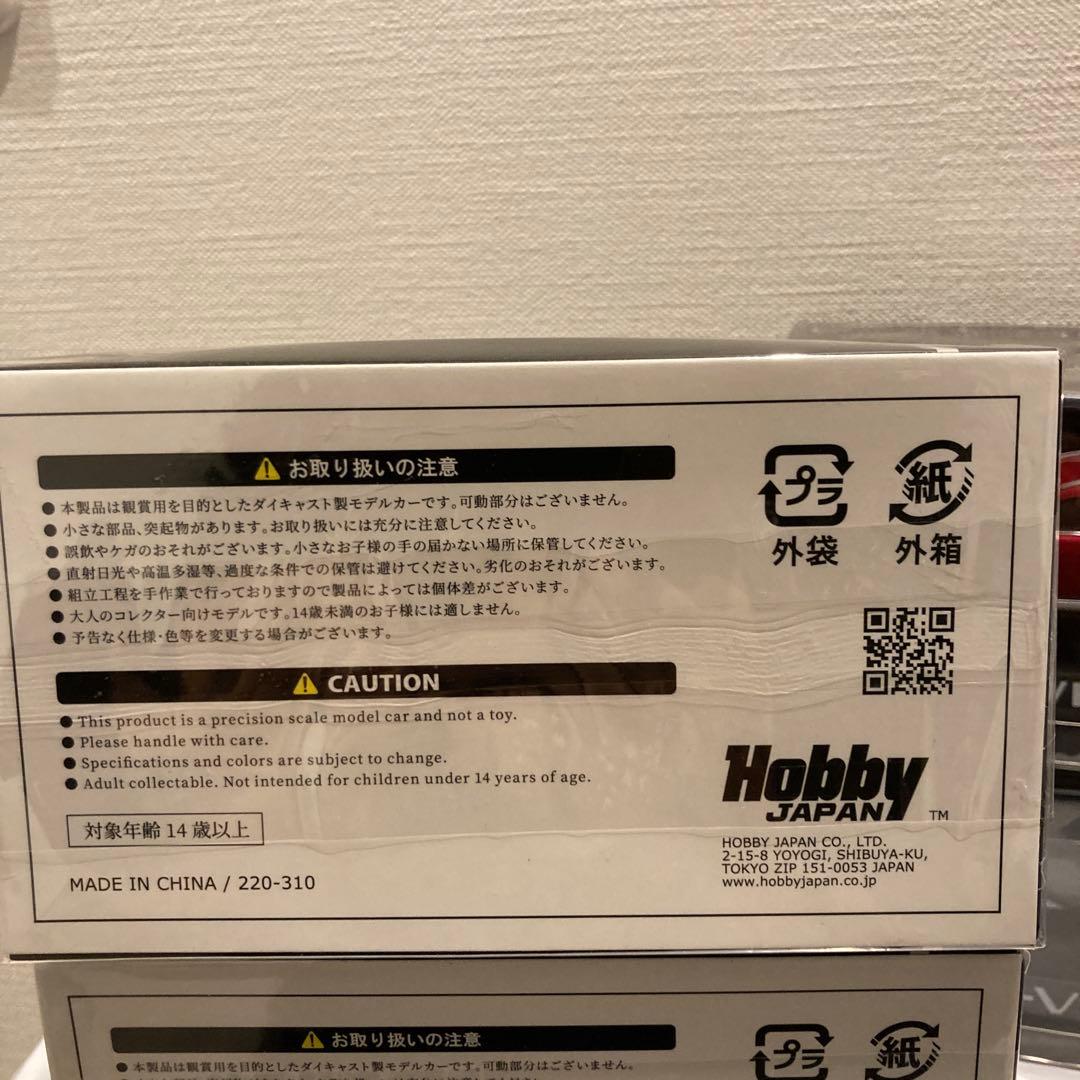 お取り扱いの注意
● 本製品は観賞用を目的としたダイキャスト製モデルカーです。可動部分はございません。
● 小さな部品、突起物があります。お取り扱いには充分に注意してください。
● 誤飲やケガのおそれがございます。小さなお子様の手の届かない場所に保管してください。
● 直射日光や高温多湿等、過度な条件での保管は避けてください。劣化のおそれがございます。
● 組立工程を手作業で行っておりますので製品によっては個体差がございます。
● 大人のコレクター向けモデルです。14歳未満のお子様には適しません。
● 予告なく仕様・色等を変更する場合がございます。
CAUTION
● This product is a precision scale model car and not a toy.
● Please handle with care.
● Specifications and colors are subject to change.
● Adult collectable. Not intended for children under 14 years of age.
対象年齢 14 歳以上
MADE IN CHINA / 220-310
プラ
外袋
紙
外箱
Hobby
JAPAN
TM
HOBBY JAPAN CO., LTD.
2-15-8 YOYOGI, SHIBUYA-KU,
TOKYO ZIP 151-0053 JAPAN
www.hobbyjapan.co.jp
お取り扱いの注意
● 本製品は観賞用を目的としたダイキャスト製モデルカーです。可動部分はございません。
プラ
紙